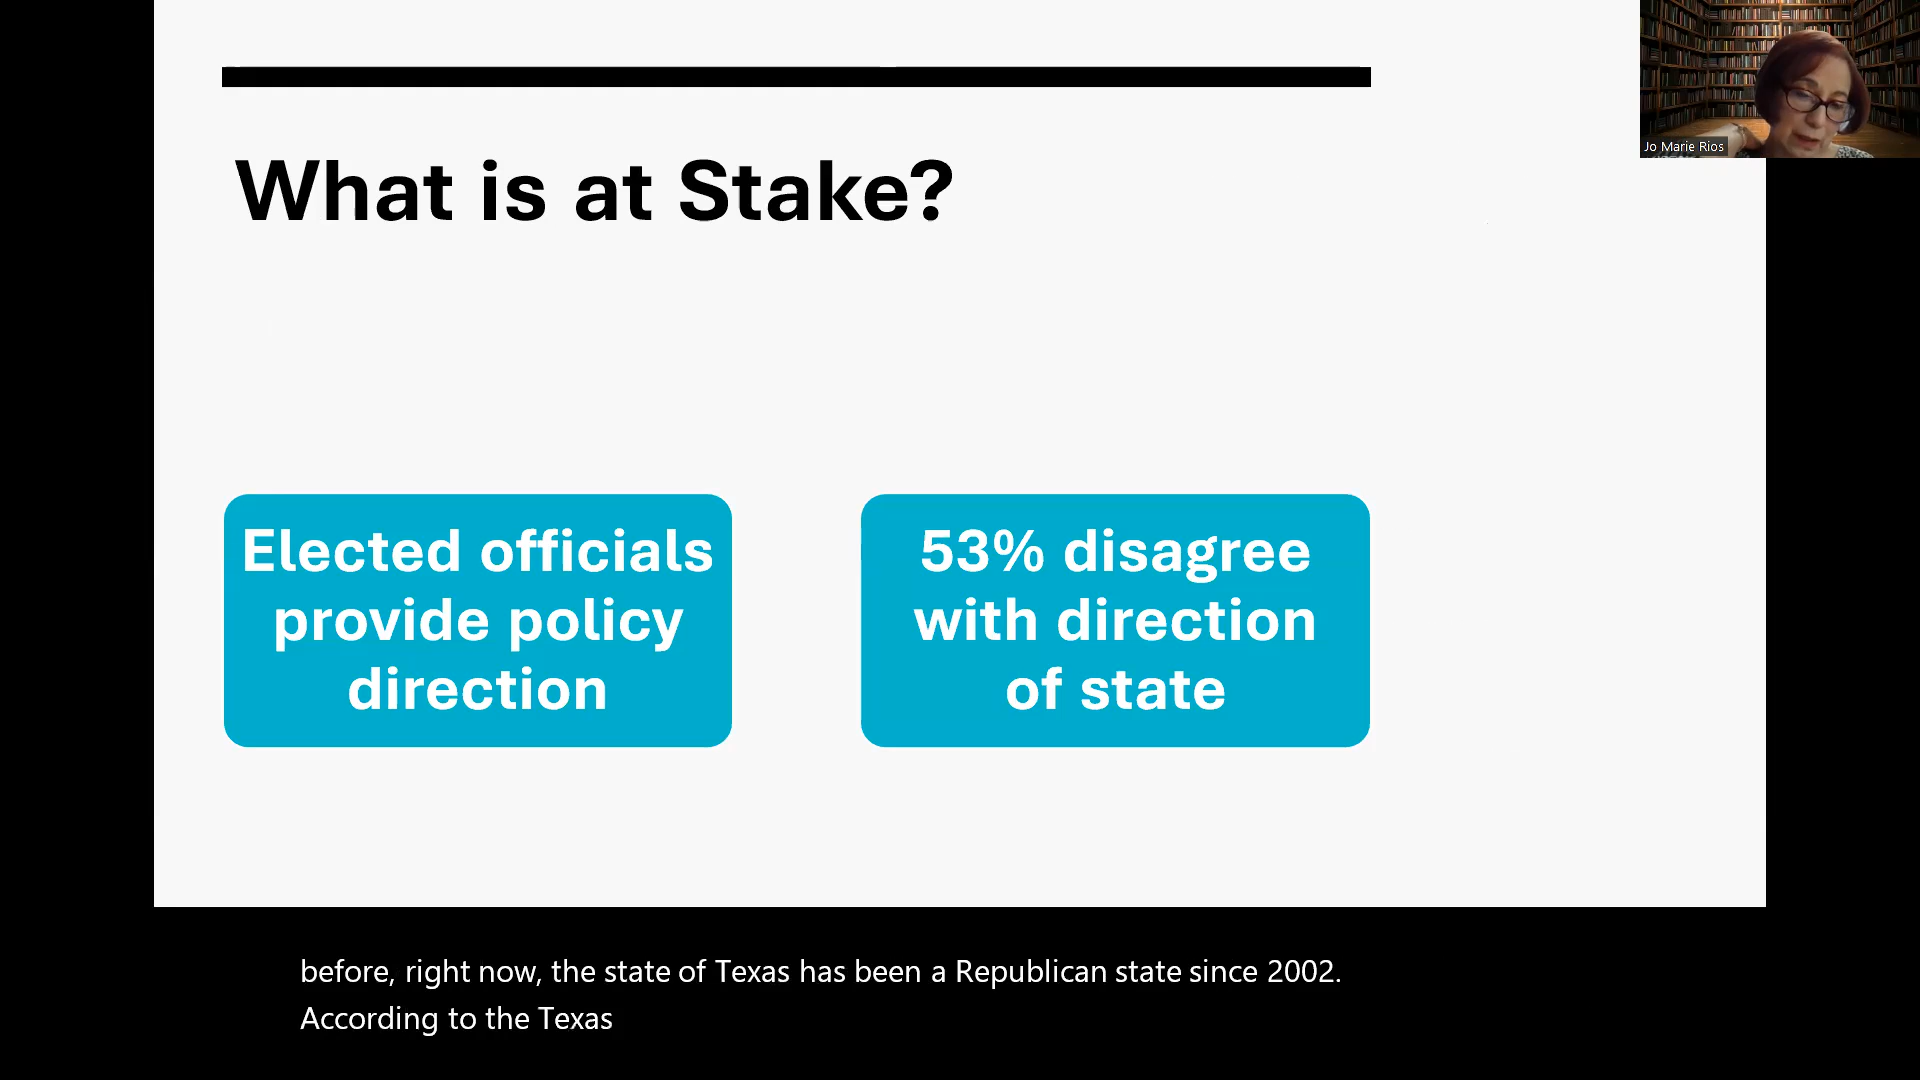 What is at Stake?
Elected officials
provide policy
direction
53% disagree
with direction
of state
Jo Marie Rios
before, right now, the state of Texas has been a Republican state since 2002.
According to the Texas